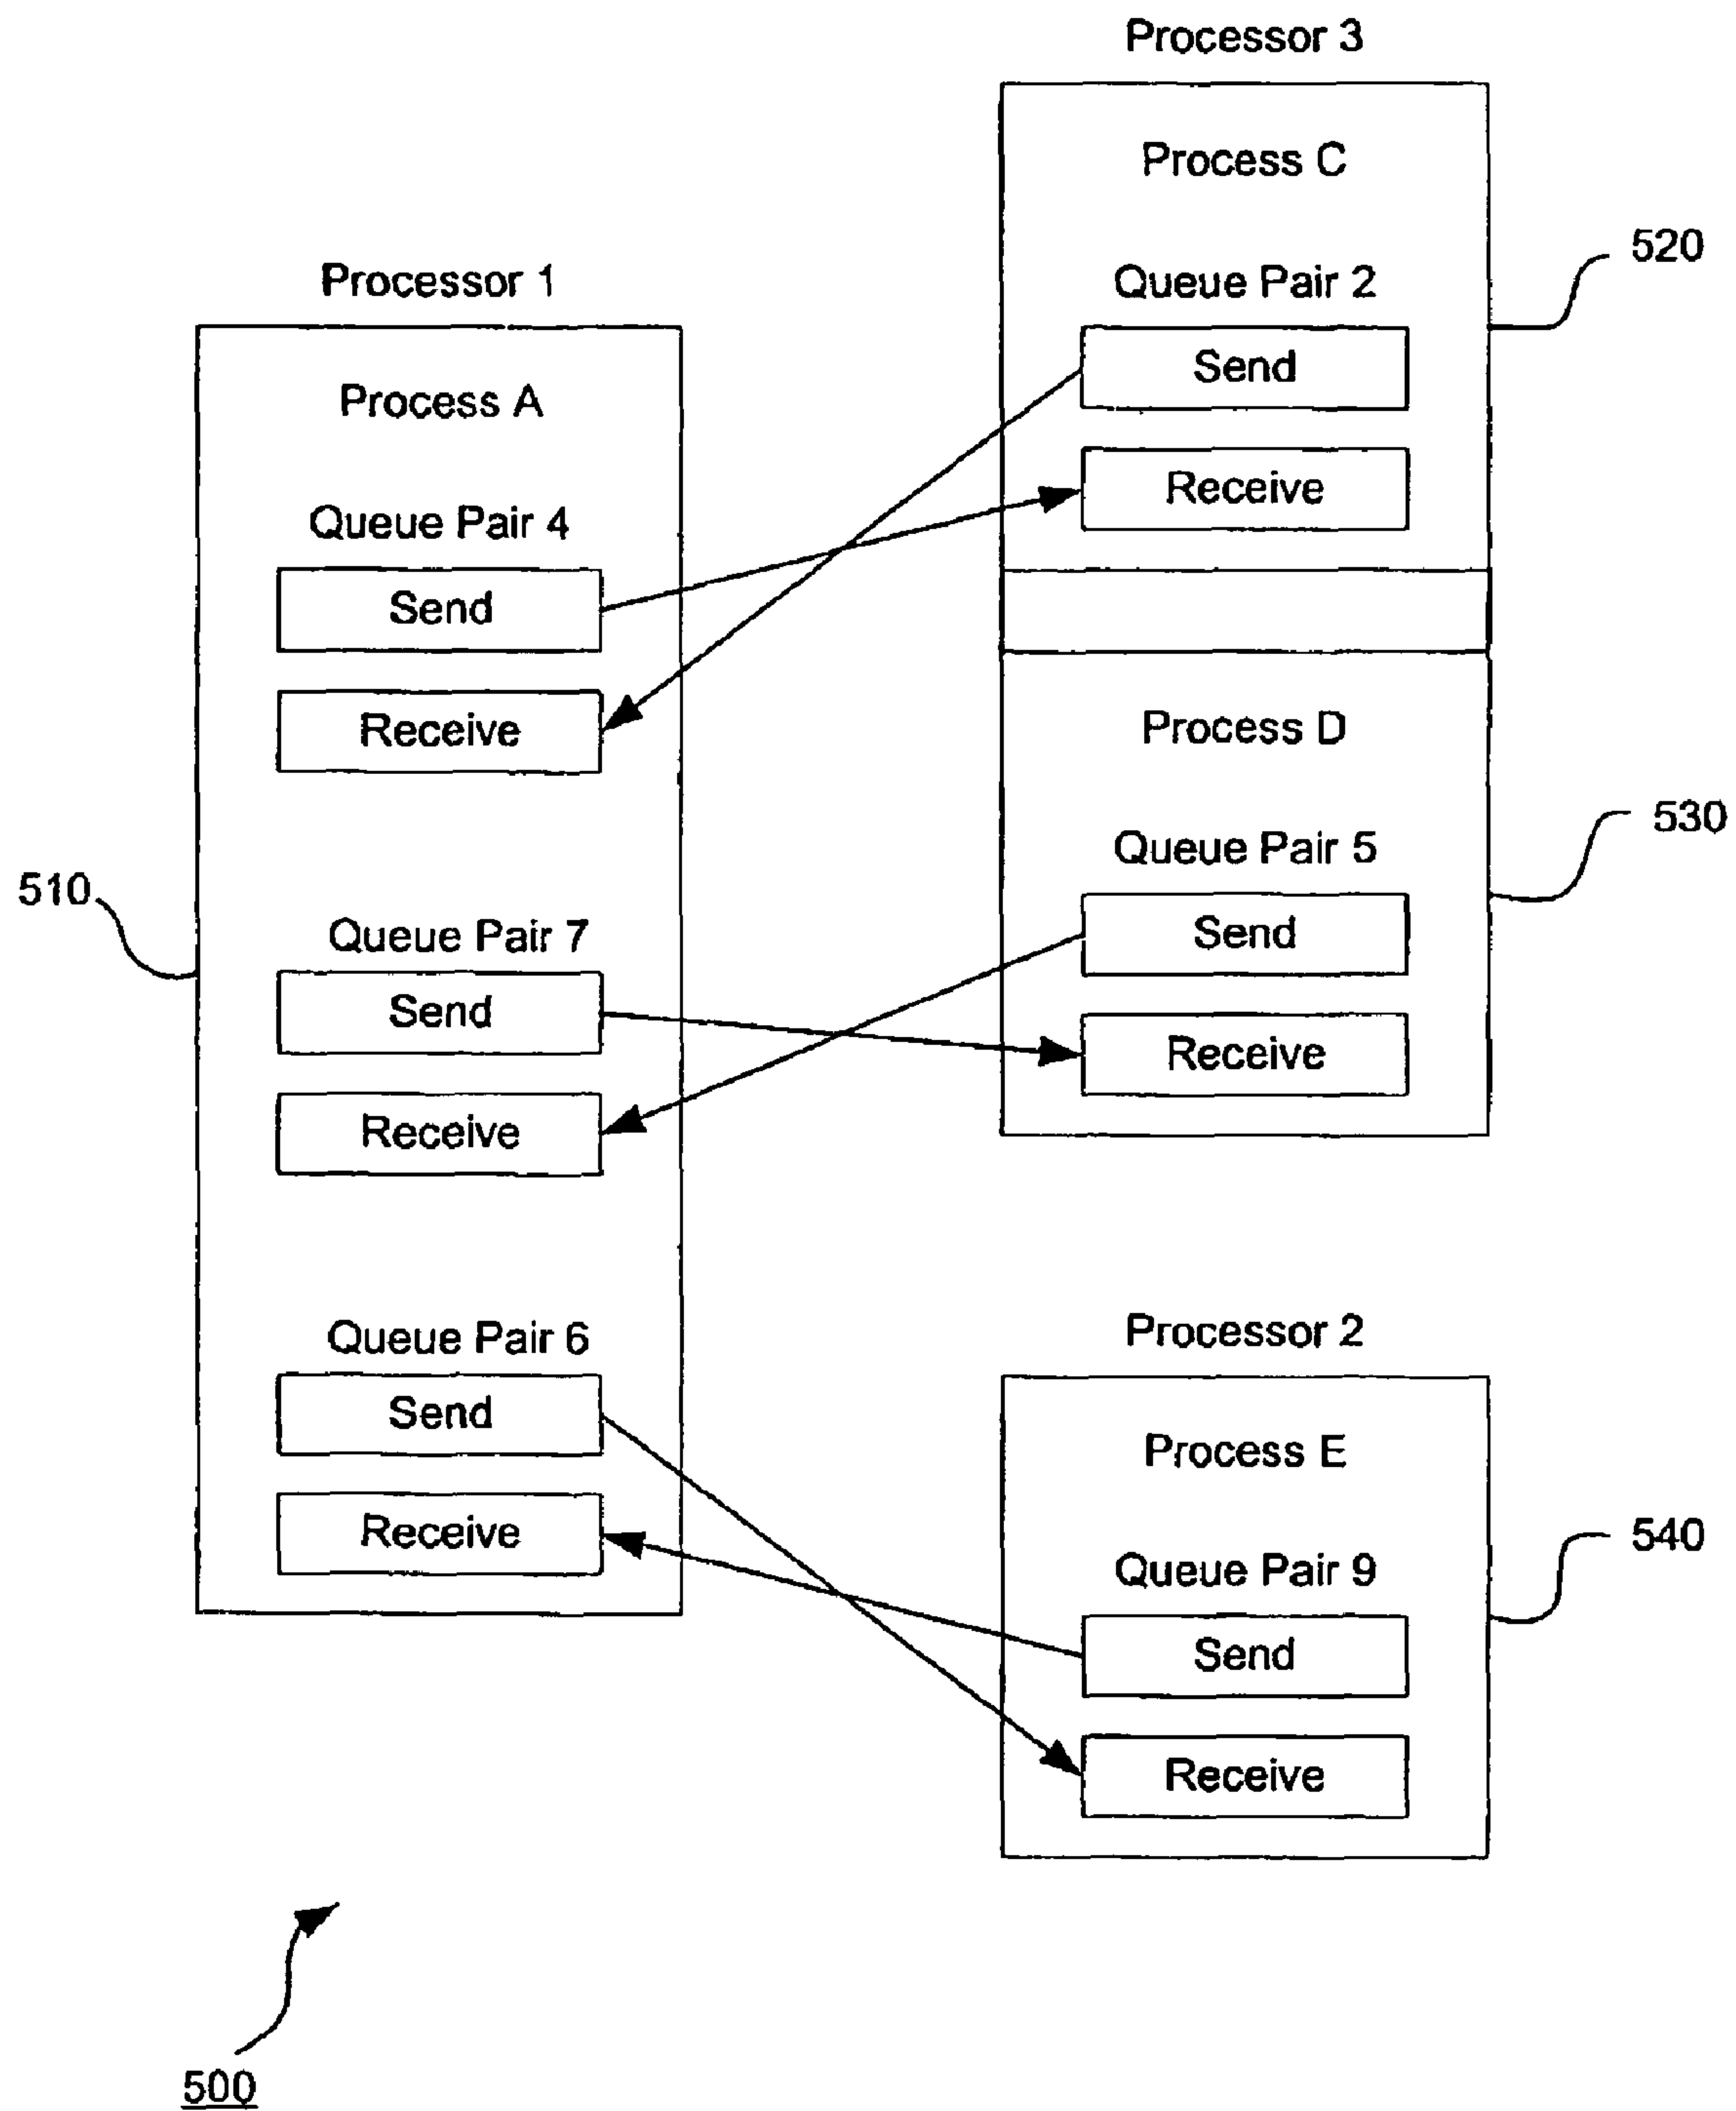 Processor 3
Process C
520
Queue Pair 2
Send
Receive
Process D
530
Queue Pair 5
Send
Receive
Processor 1
Process A
Queue Pair 4
Send
Receive
510
Queue Pair 7
Send
Receive
Queue Pair 6
Send
Receive
Processor 2
Process E
540
Queue Pair 9
Send
Receive
500